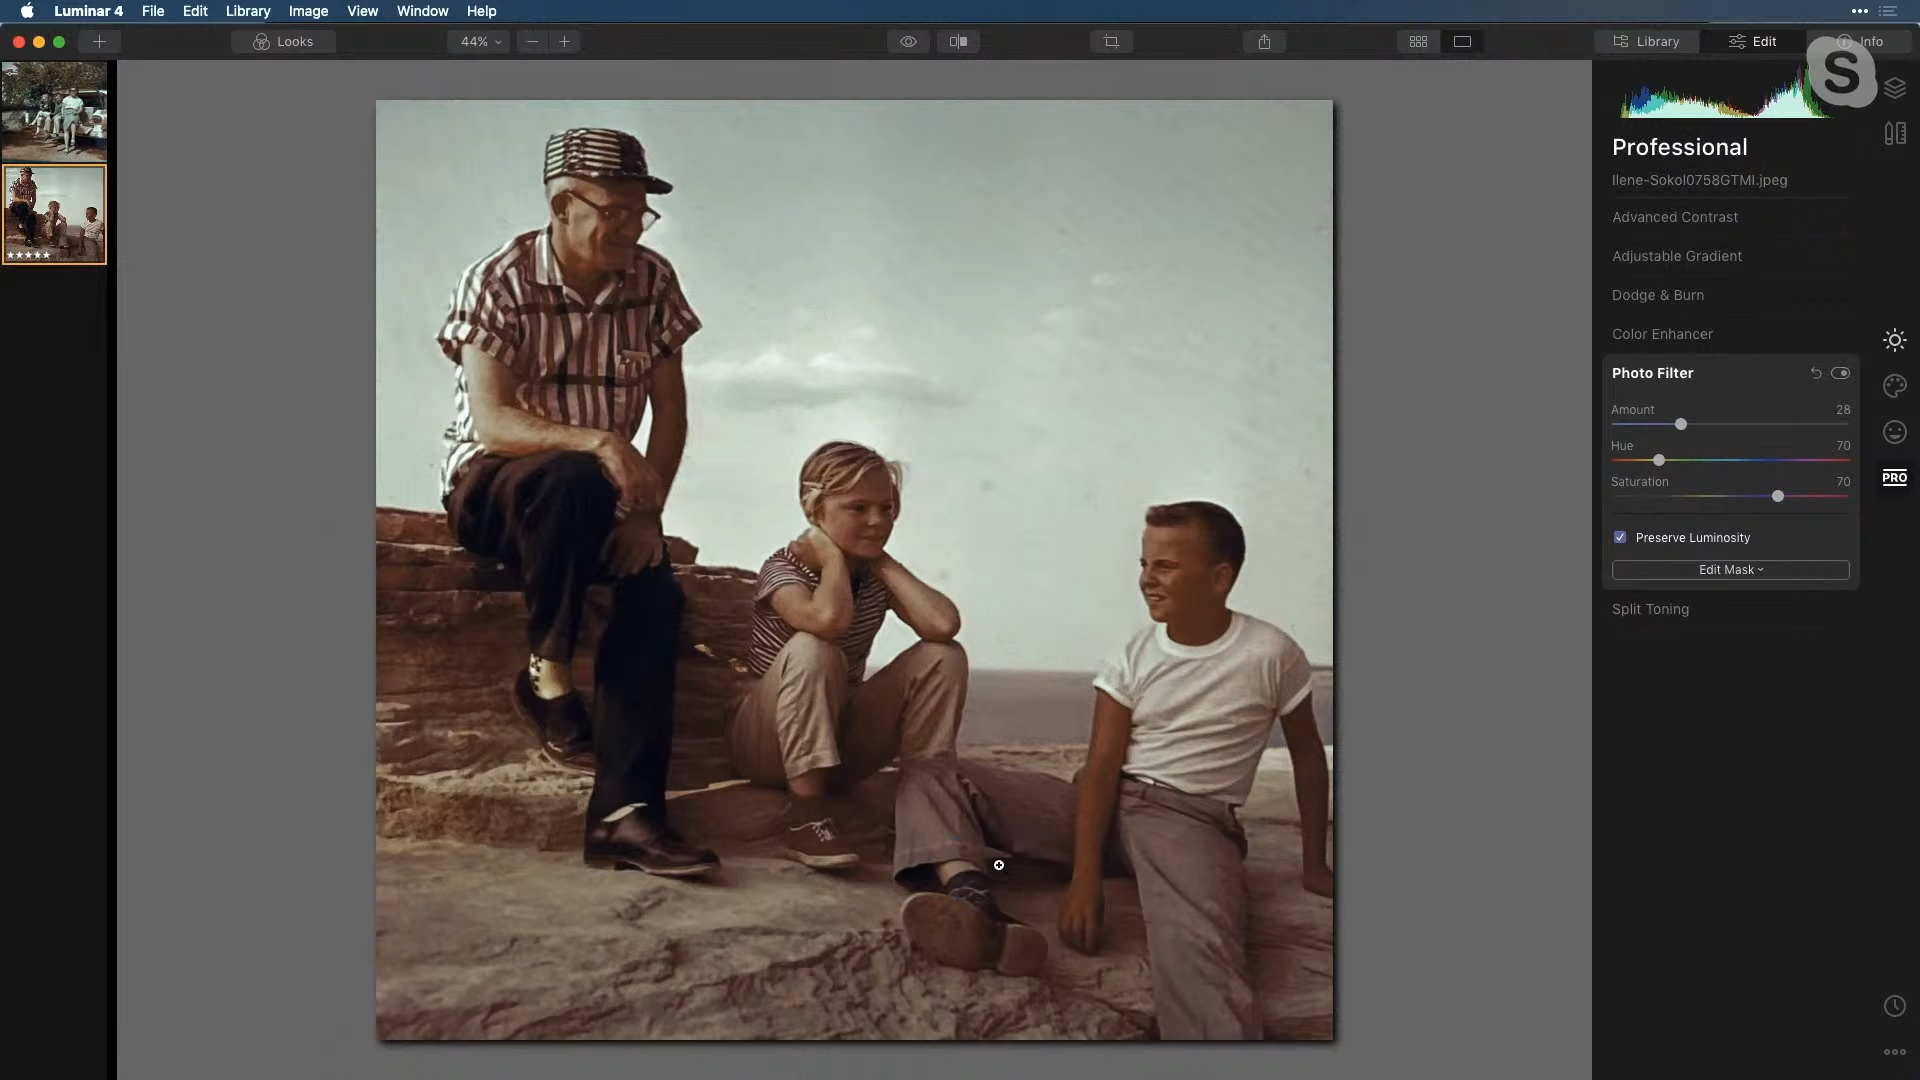 Luminar 4 File Edit Library Image View Window Help
Looks 44% Library Edit Info
S
Professional
Ilene-Sokol0758GTMI.jpeg
Advanced Contrast
Adjustable Gradient
Dodge & Burn
Color Enhancer
Photo Filter
Amount 28
Hue 70
Saturation 70
PRO
Preserve Luminosity
Edit Mask
Split Toning